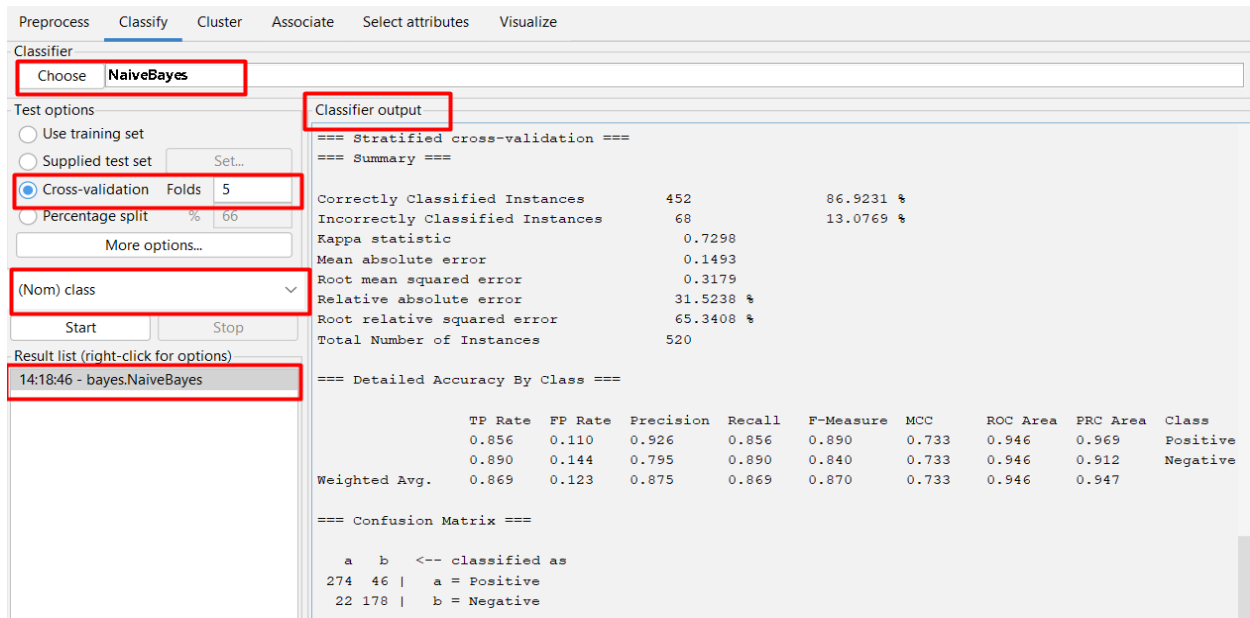 Preprocess Classify Cluster Associate Select attributes Visualize
Classifier
Choose NaiveBayes
Test options
Use training set
Supplied test set Set...
Cross-validation Folds 5
Percentage split % 66
More options...
(Nom) class
Start Stop
Result list (right-click for options)
14:18:46 - bayes.NaiveBayes
Classifier output
=== Stratified cross-validation ===
=== Summary ===
Correctly Classified Instances 452 86.9231 %
Incorrectly Classified Instances 68 13.0769 %
Kappa statistic 0.7298
Mean absolute error 0.1493
Root mean squared error 0.3179
Relative absolute error 31.5238 %
Root relative squared error 65.3408 %
Total Number of Instances 520
=== Detailed Accuracy By Class ===
TP Rate FP Rate Precision Recall F-Measure MCC ROC Area PRC Area Class
0.856 0.110 0.926 0.856 0.890 0.733 0.946 0.969 Positive
0.890 0.144 0.795 0.890 0.840 0.733 0.946 0.912 Negative
Weighted Avg. 0.869 0.123 0.875 0.869 0.870 0.733 0.946 0.947
=== Confusion Matrix ===
a b <-- classified as
274 46 | a = Positive
22 178 | b = Negative